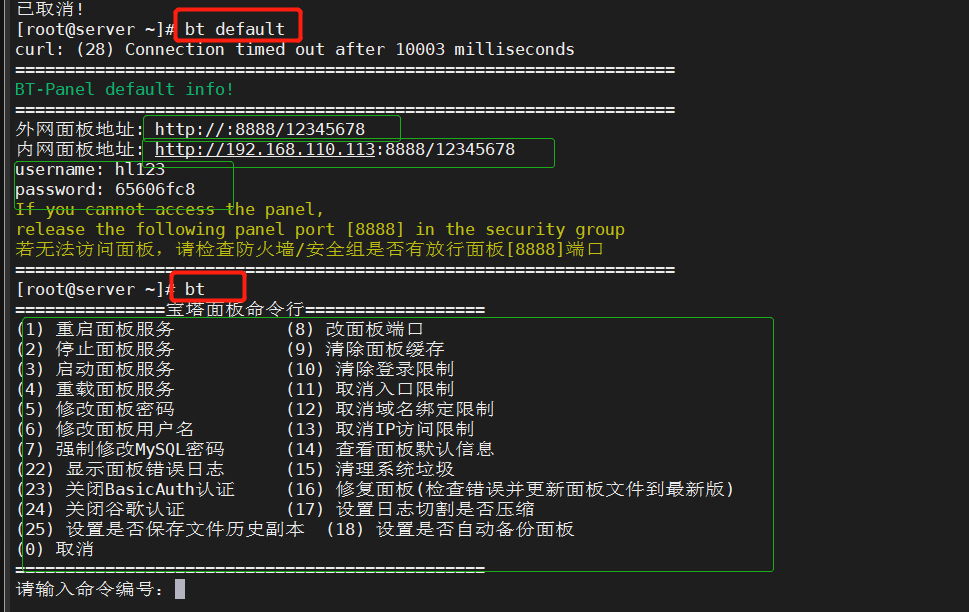 已取消!
[root@server ~]# bt default
curl: (28) Connection timed out after 10003 milliseconds
==================================================================
BT-Panel default info!
==================================================================
外网面板地址: http://:8888/12345678
内网面板地址: http://192.168.110.113:8888/12345678
username: hl123
password: 65606fc8
If you cannot access the panel,
release the following panel port [8888] in the security group
若无法访问面板，请检查防火墙/安全组是否有放行面板[8888]端口
==================================================================
[root@server ~]# bt
===============宝塔面板命令行==================
(1) 重启面板服务 (8) 改面板端口
(2) 停止面板服务 (9) 清除面板缓存
(3) 启动面板服务 (10) 清除登录限制
(4) 重载面板服务 (11) 取消入口限制
(5) 修改面板密码 (12) 取消域名绑定限制
(6) 修改面板用户名 (13) 取消IP访问限制
(7) 强制修改MySQL密码 (14) 查看面板默认信息
(22) 显示面板错误日志 (15) 清理系统垃圾
(23) 关闭BasicAuth认证 (16) 修复面板(检查错误并更新面板文件到最新版)
(24) 关闭谷歌认证 (17) 设置日志切割是否压缩
(25) 设置是否保存文件历史副本 (18) 设置是否自动备份面板
(0) 取消
===============================================
请输入命令编号：